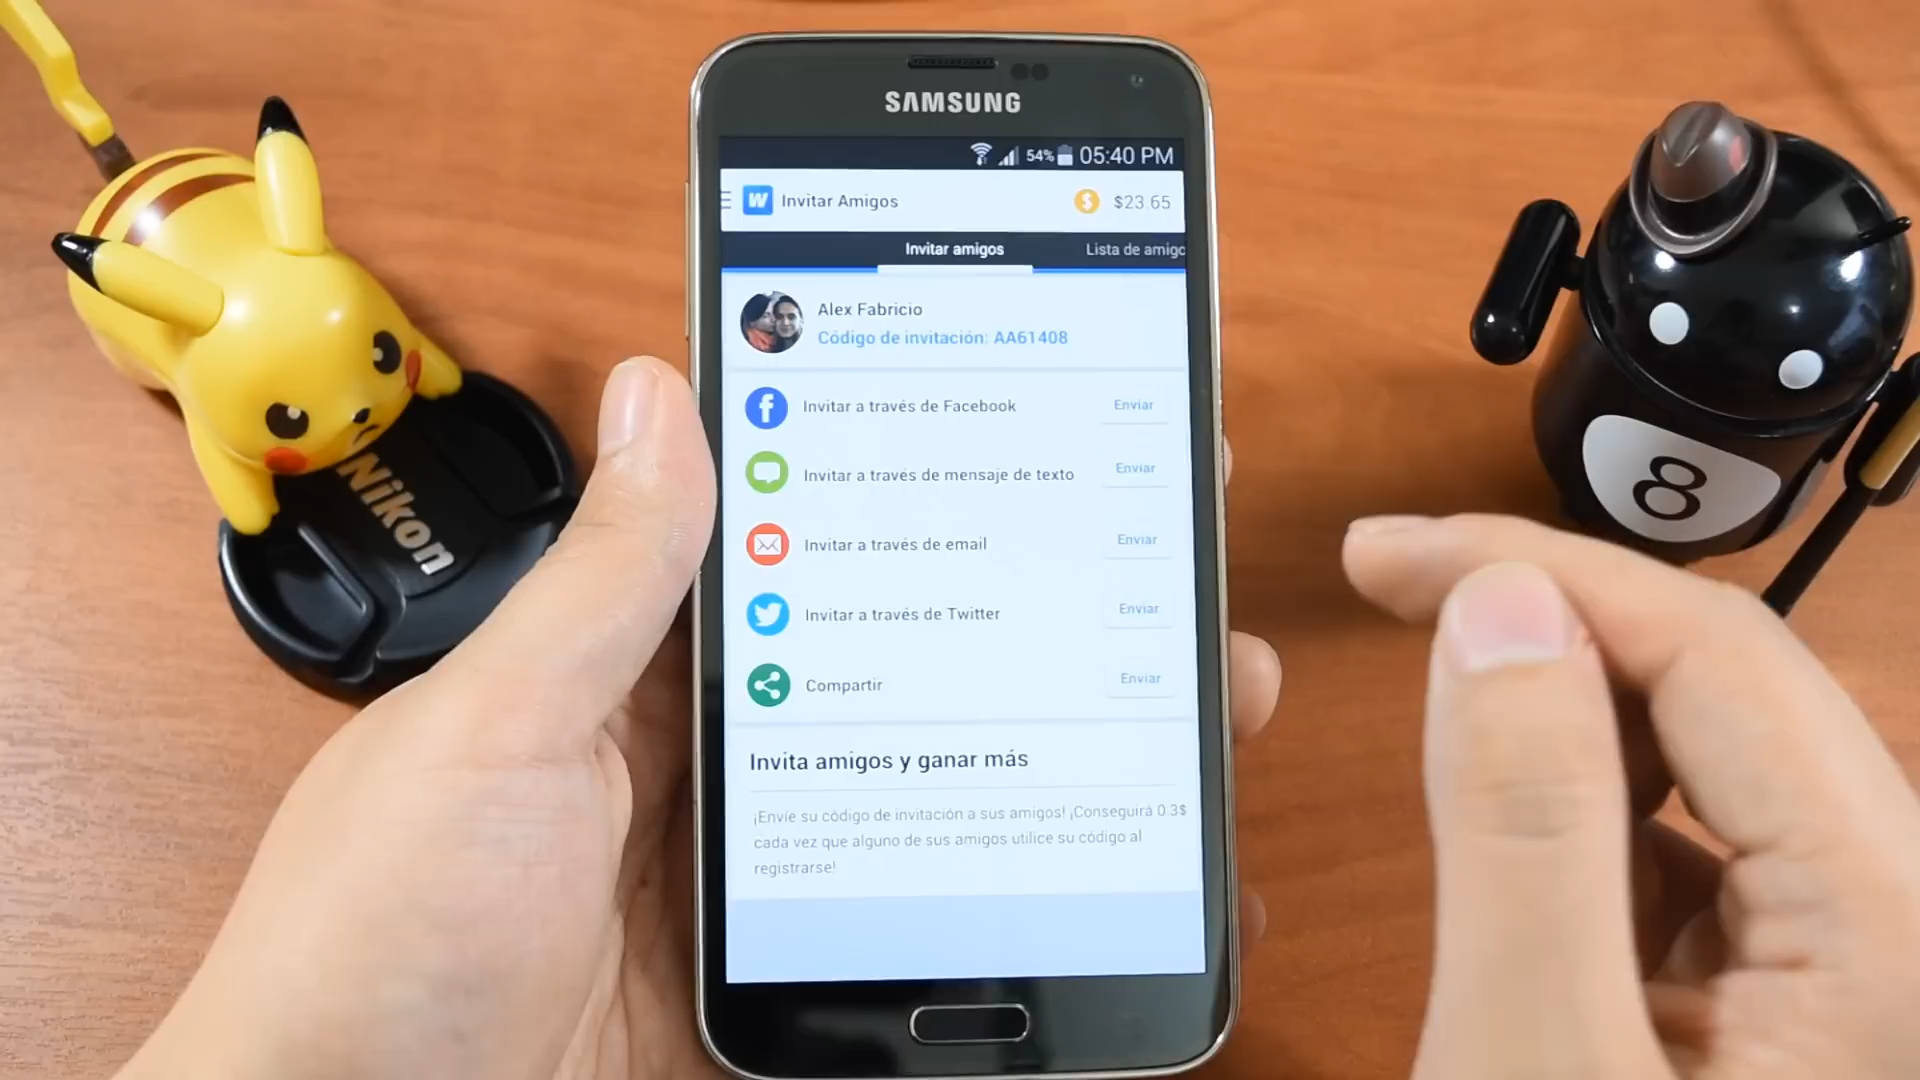 SAMSUNG
54% 05:40 PM
W Invitar Amigos $ $23.65
Invitar amigos Lista de amigo
Alex Fabricio
Código de invitación: AA61408
f Invitar a través de Facebook Enviar
Invitar a través de mensaje de texto Enviar
Invitar a través de email Enviar
Invitar a través de Twitter Enviar
Compartir Enviar
Invita amigos y ganar más
¡Envíe su código de invitación a sus amigos! ¡Conseguirá 0.3$
cada vez que alguno de sus amigos utilice su código al
registrarse!
Nikon
8